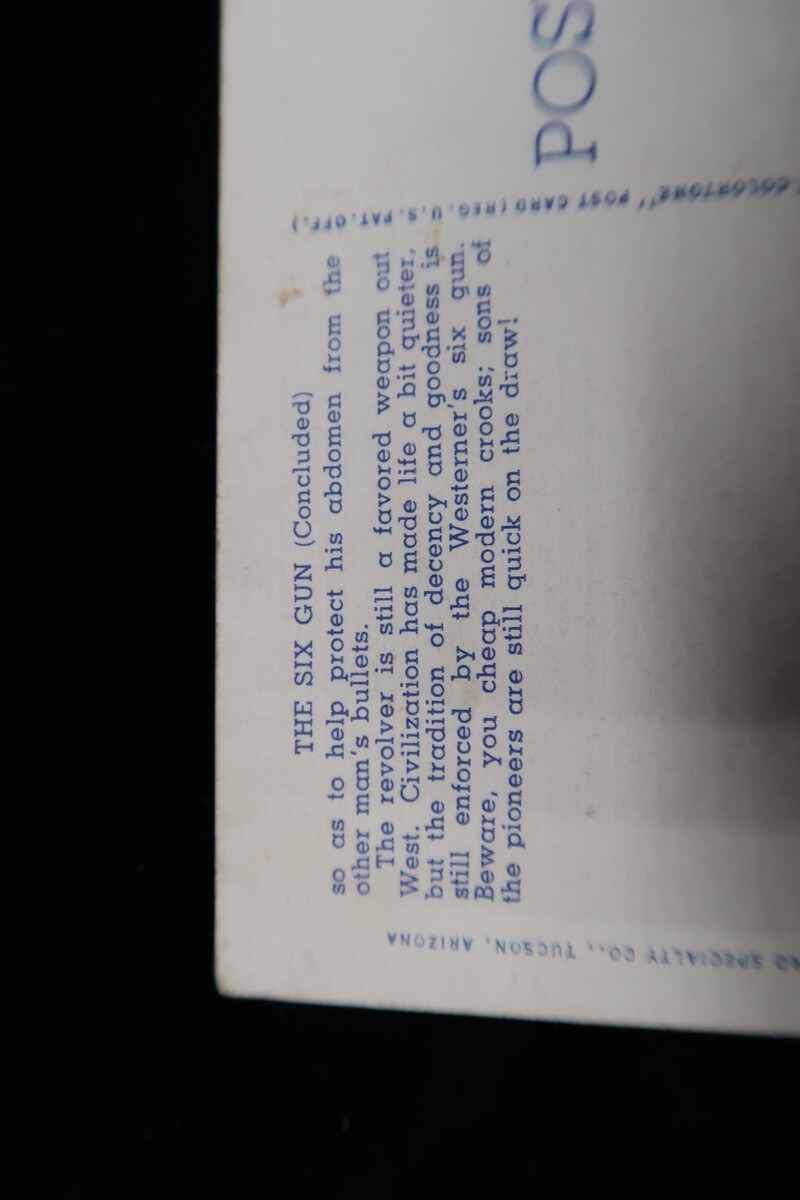 THE SIX GUN (Concluded)
so as to help protect his abdomen from the
other man's bullets.
The revolver is still a favored weapon out
West. Civilization has made life a bit quieter,
but the tradition of decency and goodness is
still enforced by the Westerner's six gun.
Beware, you cheap modern crooks; sons of
the pioneers are still quick on the draw!
POST CARD (REG. U.S. PAT. OFF.)
SPECIALTY CO., TUCSON, ARIZONA